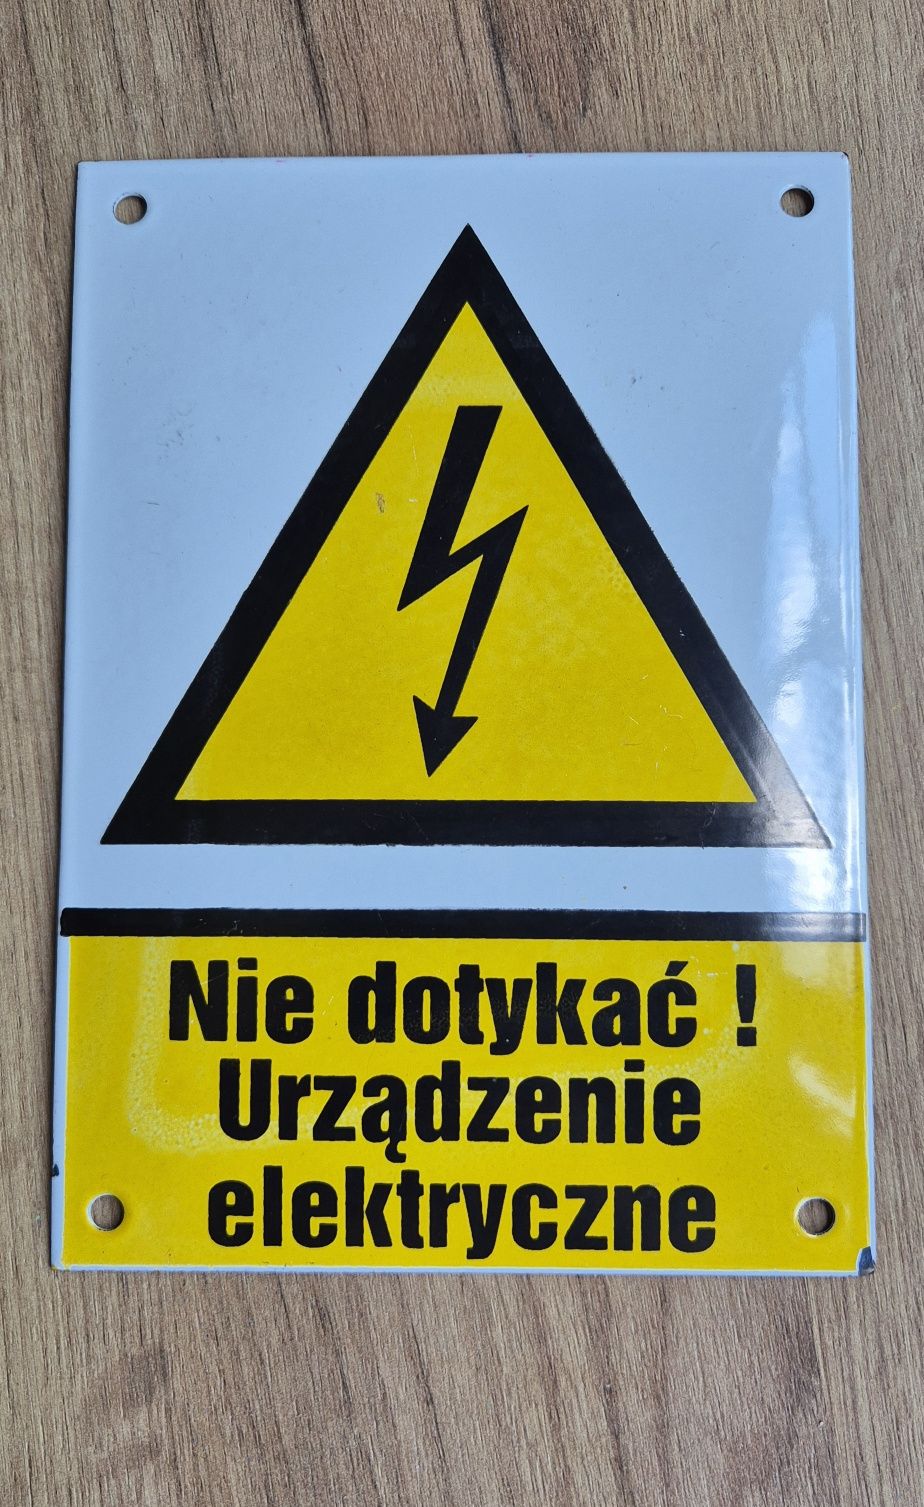 Nie dotykać !
Urządzenie
elektryczne